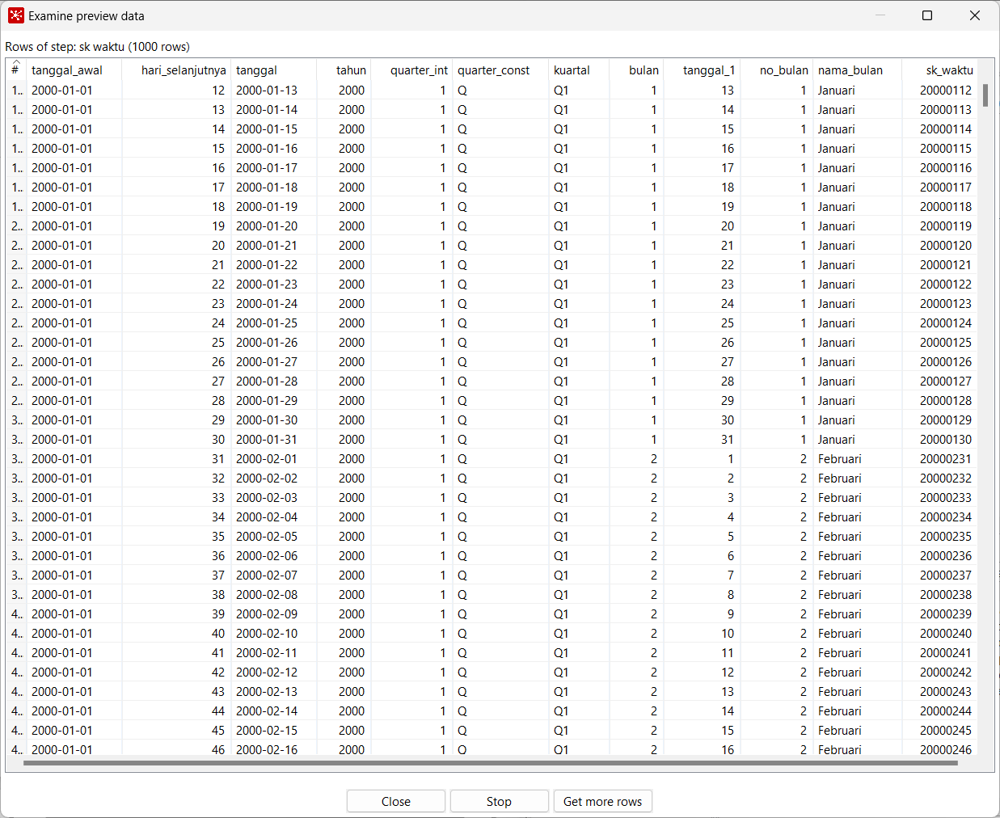 Examine preview data
Rows of step: sk waktu (1000 rows)
# tanggal_awal hari_selanjutnya tanggal tahun quarter_int quarter_const kuartal bulan tanggal_1 no_bulan nama_bulan sk_waktu
1.. 2000-01-01 12 2000-01-13 2000 1 Q Q1 1 13 1 Januari 20000112
1.. 2000-01-01 13 2000-01-14 2000 1 Q Q1 1 14 1 Januari 20000113
1.. 2000-01-01 14 2000-01-15 2000 1 Q Q1 1 15 1 Januari 20000114
1.. 2000-01-01 15 2000-01-16 2000 1 Q Q1 1 16 1 Januari 20000115
1.. 2000-01-01 16 2000-01-17 2000 1 Q Q1 1 17 1 Januari 20000116
1.. 2000-01-01 17 2000-01-18 2000 1 Q Q1 1 18 1 Januari 20000117
1.. 2000-01-01 18 2000-01-19 2000 1 Q Q1 1 19 1 Januari 20000118
2.. 2000-01-01 19 2000-01-20 2000 1 Q Q1 1 20 1 Januari 20000119
2.. 2000-01-01 20 2000-01-21 2000 1 Q Q1 1 21 1 Januari 20000120
2.. 2000-01-01 21 2000-01-22 2000 1 Q Q1 1 22 1 Januari 20000121
2.. 2000-01-01 22 2000-01-23 2000 1 Q Q1 1 23 1 Januari 20000122
2.. 2000-01-01 23 2000-01-24 2000 1 Q Q1 1 24 1 Januari 20000123
2.. 2000-01-01 24 2000-01-25 2000 1 Q Q1 1 25 1 Januari 20000124
2.. 2000-01-01 25 2000-01-26 2000 1 Q Q1 1 26 1 Januari 20000125
2.. 2000-01-01 26 2000-01-27 2000 1 Q Q1 1 27 1 Januari 20000126
2.. 2000-01-01 27 2000-01-28 2000 1 Q Q1 1 28 1 Januari 20000127
2.. 2000-01-01 28 2000-01-29 2000 1 Q Q1 1 29 1 Januari 20000128
3.. 2000-01-01 29 2000-01-30 2000 1 Q Q1 1 30 1 Januari 20000129
3.. 2000-01-01 30 2000-01-31 2000 1 Q Q1 1 31 1 Januari 20000130
3.. 2000-01-01 31 2000-02-01 2000 1 Q Q1 2 1 2 Februari 20000231
3.. 2000-01-01 32 2000-02-02 2000 1 Q Q1 2 2 2 Februari 20000232
3.. 2000-01-01 33 2000-02-03 2000 1 Q Q1 2 3 2 Februari 20000233
3.. 2000-01-01 34 2000-02-04 2000 1 Q Q1 2 4 2 Februari 20000234
3.. 2000-01-01 35 2000-02-05 2000 1 Q Q1 2 5 2 Februari 20000235
3.. 2000-01-01 36 2000-02-06 2000 1 Q Q1 2 6 2 Februari 20000236
3.. 2000-01-01 37 2000-02-07 2000 1 Q Q1 2 7 2 Februari 20000237
3.. 2000-01-01 38 2000-02-08 2000 1 Q Q1 2 8 2 Februari 20000238
4.. 2000-01-01 39 2000-02-09 2000 1 Q Q1 2 9 2 Februari 20000239
4.. 2000-01-01 40 2000-02-10 2000 1 Q Q1 2 10 2 Februari 20000240
4.. 2000-01-01 41 2000-02-11 2000 1 Q Q1 2 11 2 Februari 20000241
4.. 2000-01-01 42 2000-02-12 2000 1 Q Q1 2 12 2 Februari 20000242
4.. 2000-01-01 43 2000-02-13 2000 1 Q Q1 2 13 2 Februari 20000243
4.. 2000-01-01 44 2000-02-14 2000 1 Q Q1 2 14 2 Februari 20000244
4.. 2000-01-01 45 2000-02-15 2000 1 Q Q1 2 15 2 Februari 20000245
4.. 2000-01-01 46 2000-02-16 2000 1 Q Q1 2 16 2 Februari 20000246
Close Stop Get more rows